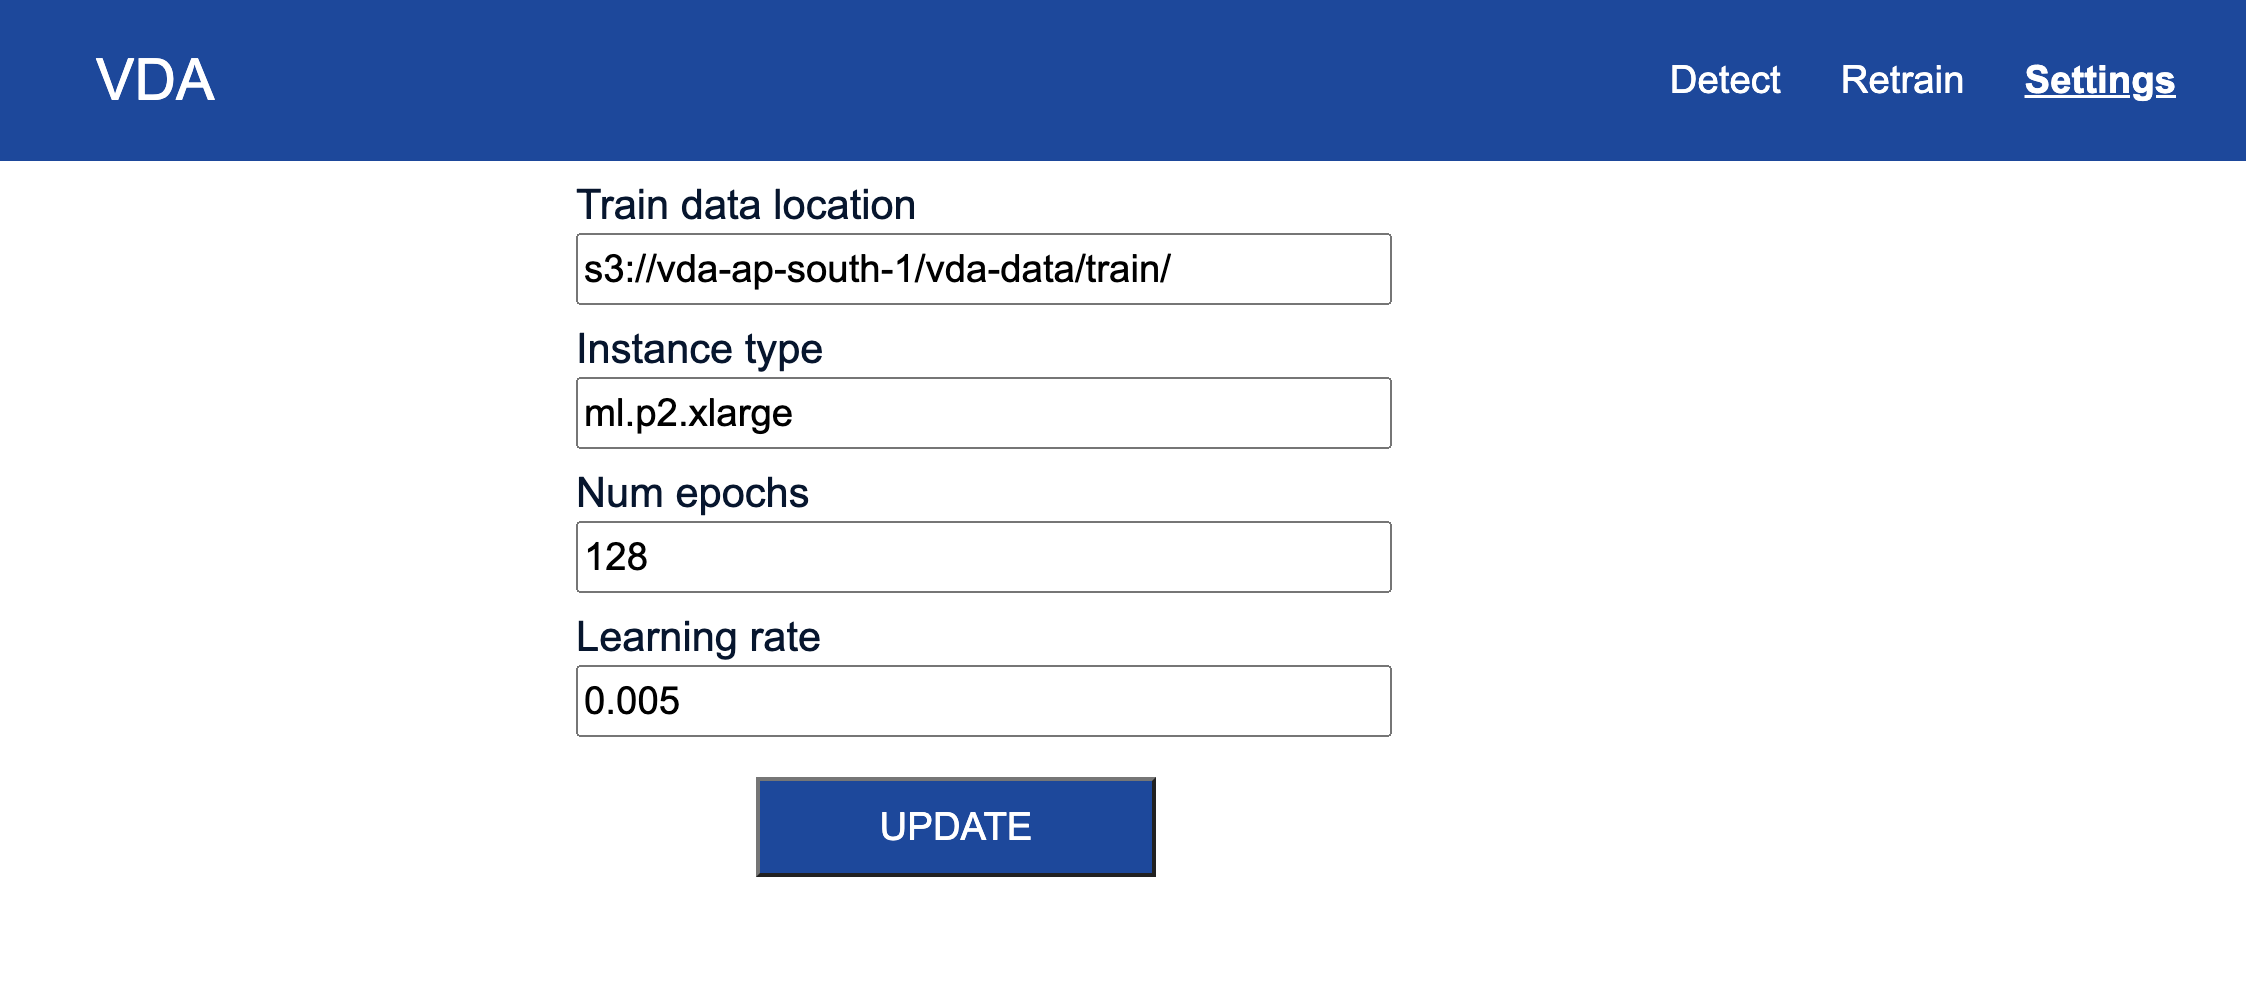 VDA
Detect Retrain Settings
Train data location
s3://vda-ap-south-1/vda-data/train/
Instance type
ml.p2.xlarge
Num epochs
128
Learning rate
0.005
UPDATE